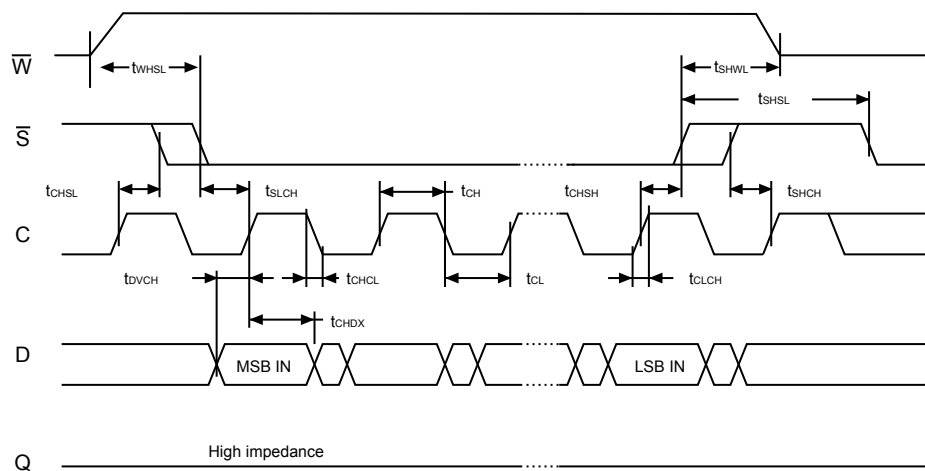 W
tWHSL
tSHWL
tSHSL
S
tCHSL
tSLCH
tCH
tCHSH
tSHCH
C
tDVCH
tCHCL
tCL
tCLCH
tCHDX
D
MSB IN
LSB IN
High impedance
Q